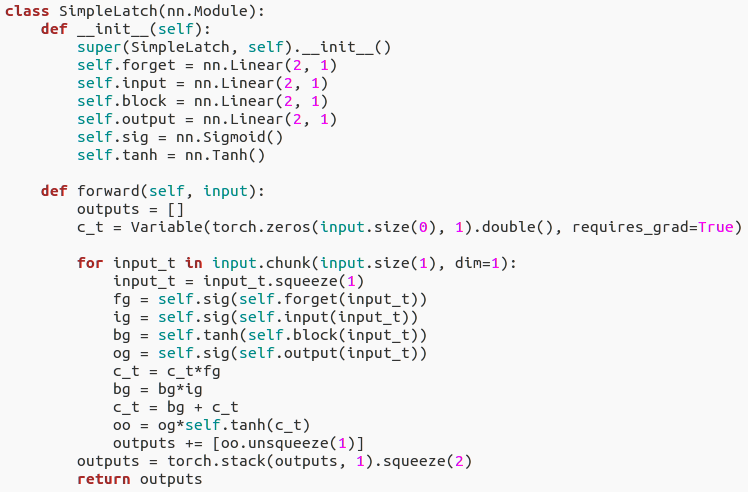 class SimpleLatch(nn.Module):
    def __init__(self):
        super(SimpleLatch, self).__init__()
        self.forget = nn.Linear(2, 1)
        self.input = nn.Linear(2, 1)
        self.block = nn.Linear(2, 1)
        self.output = nn.Linear(2, 1)
        self.sig = nn.Sigmoid()
        self.tanh = nn.Tanh()

    def forward(self, input):
        outputs = []
        c_t = Variable(torch.zeros(input.size(0), 1).double(), requires_grad=True)

        for input_t in input.chunk(input.size(1), dim=1):
            input_t = input_t.squeeze(1)
            fg = self.sig(self.forget(input_t))
            ig = self.sig(self.input(input_t))
            bg = self.tanh(self.block(input_t))
            og = self.sig(self.output(input_t))
            c_t = c_t*fg
            bg = bg*ig
            c_t = bg + c_t
            oo = og*self.tanh(c_t)
            outputs += [oo.unsqueeze(1)]
        outputs = torch.stack(outputs, 1).squeeze(2)
        return outputs